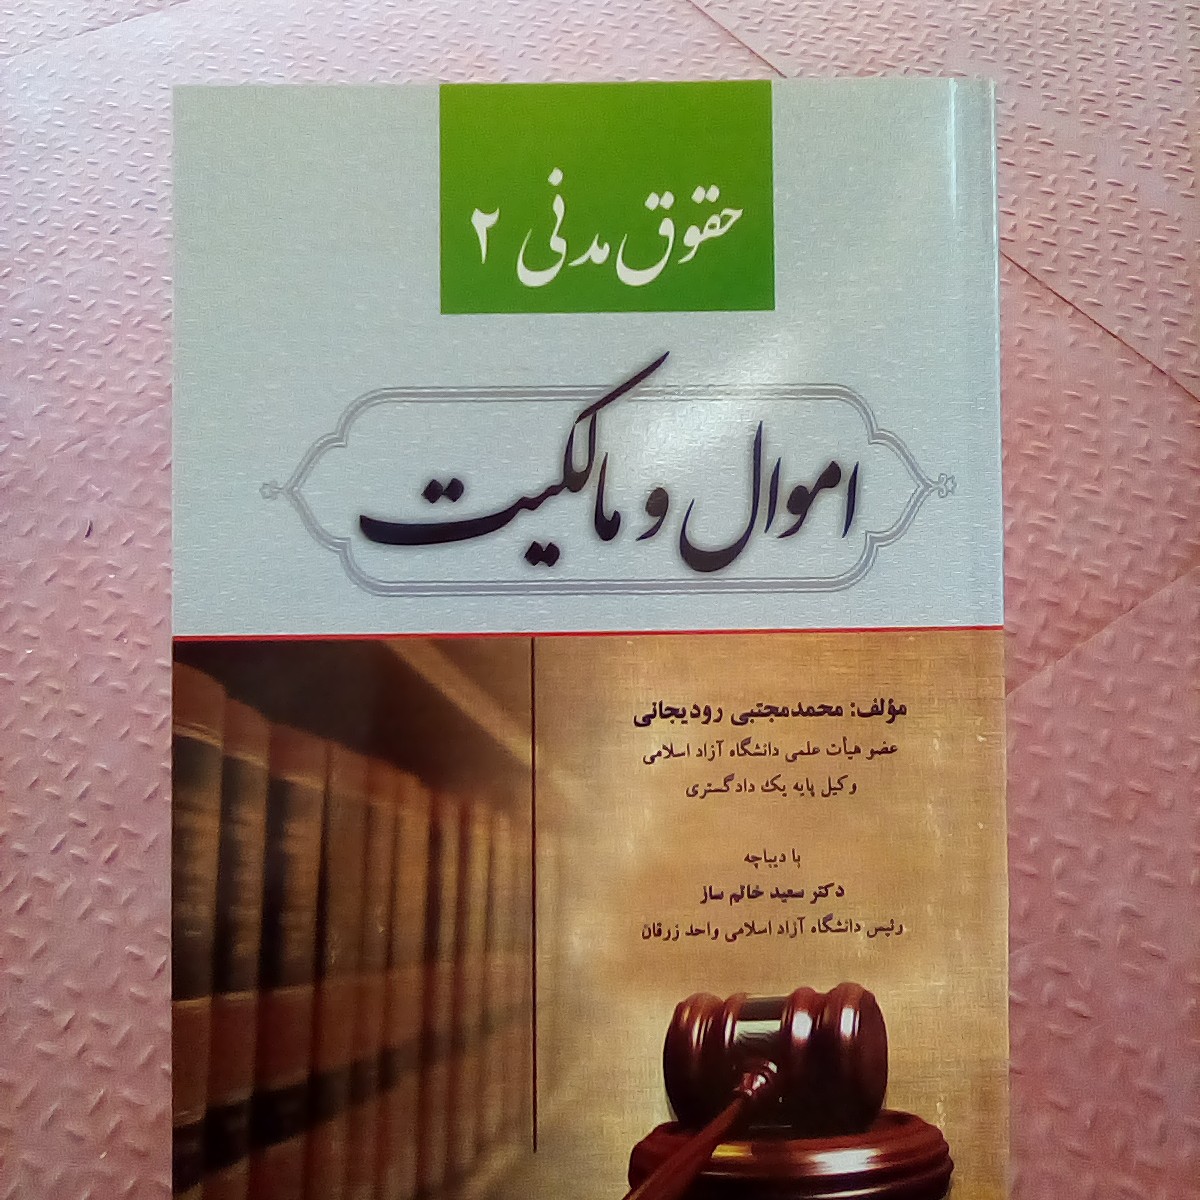 حقوق مدنی ۲
اموال و مالکیت
مؤلف: محمدمجتبی رودیجانی
عضو هیأت علمی دانشگاه آزاد اسلامی
وکیل پایه یک دادگستری
با دیباچه
دکتر سعید خالم ساز
رئیس دانشگاه آزاد اسلامی واحد زرقان